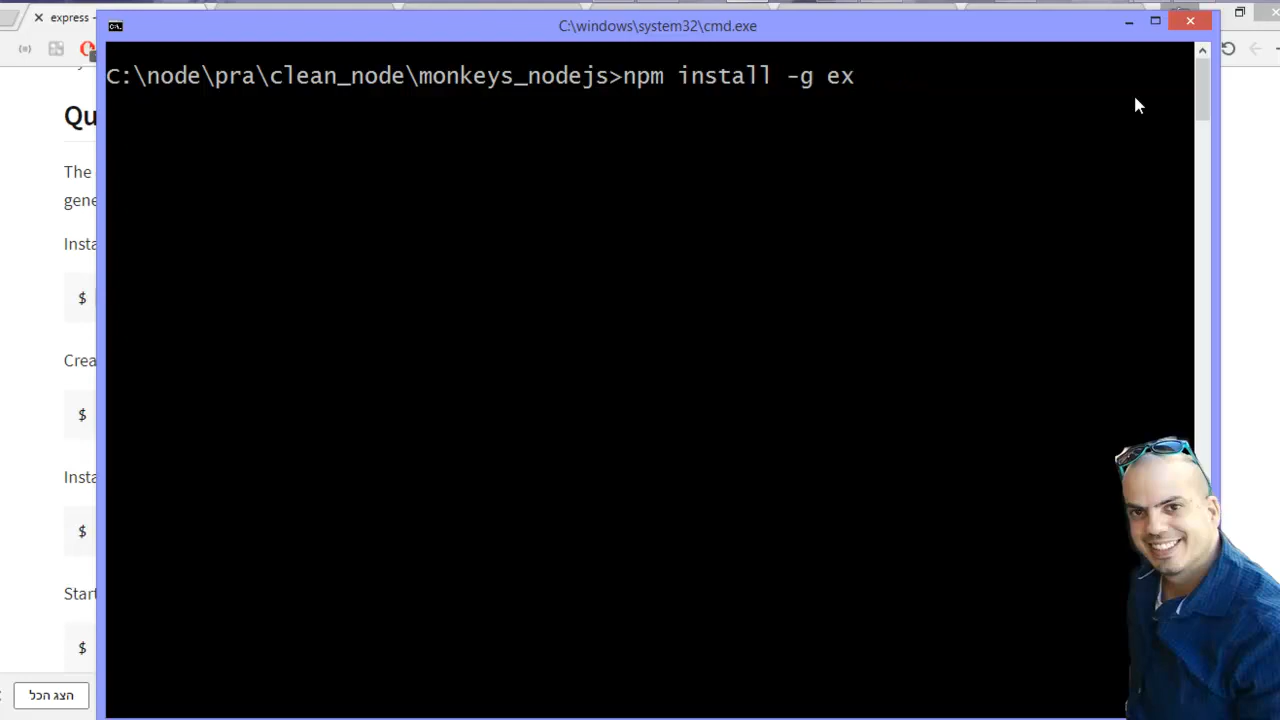 express -
C:\windows\system32\cmd.exe
C:\node\pra\clean_node\monkeys_nodejs>npm install -g ex
Qu
The
gene
Insta
$
Crea
$
Insta
$
Start
$
הצג הכל